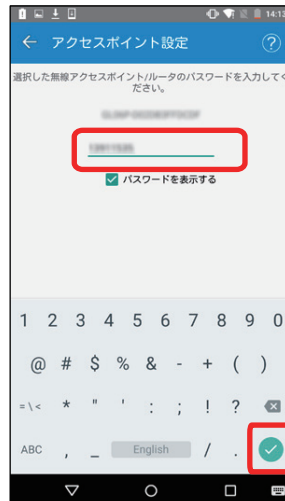 14:13
アクセスポイント設定 ?
選択した無線アクセスポイント/ルータのパスワードを入力してく
ださい。
パスワードを表示する
1 2 3 4 5 6 7 8 9 0
@ # $ % & - + ( )
= \ < * " ' : ; ! ?
ABC , _ English / .